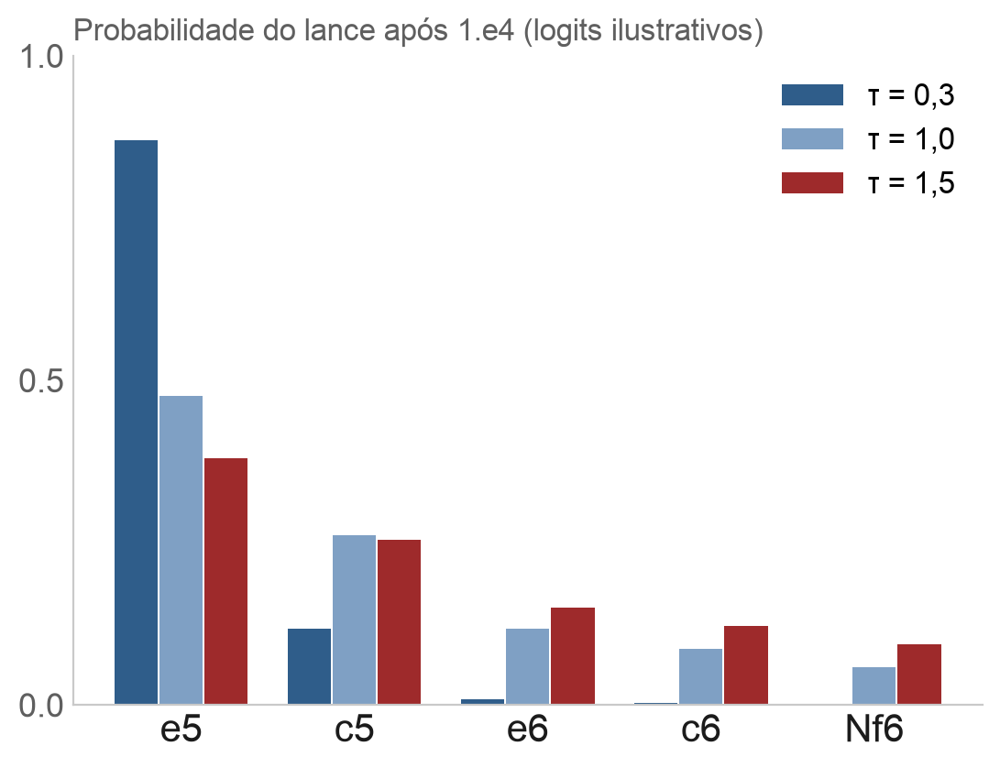 Probabilidade do lance após 1.e4 (logits ilustrativos)
1.0
τ = 0,3
τ = 1,0
τ = 1,5
0.5
0.0
e5 c5 e6 c6 Nf6